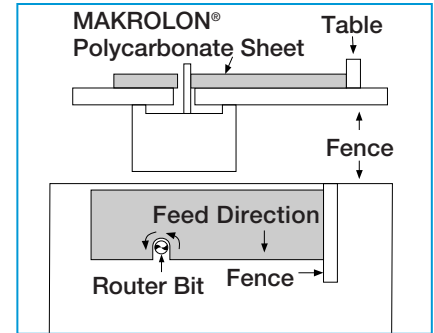 MAKROLON®
Polycarbonate Sheet
Table
Fence
Feed Direction
Router Bit
Fence